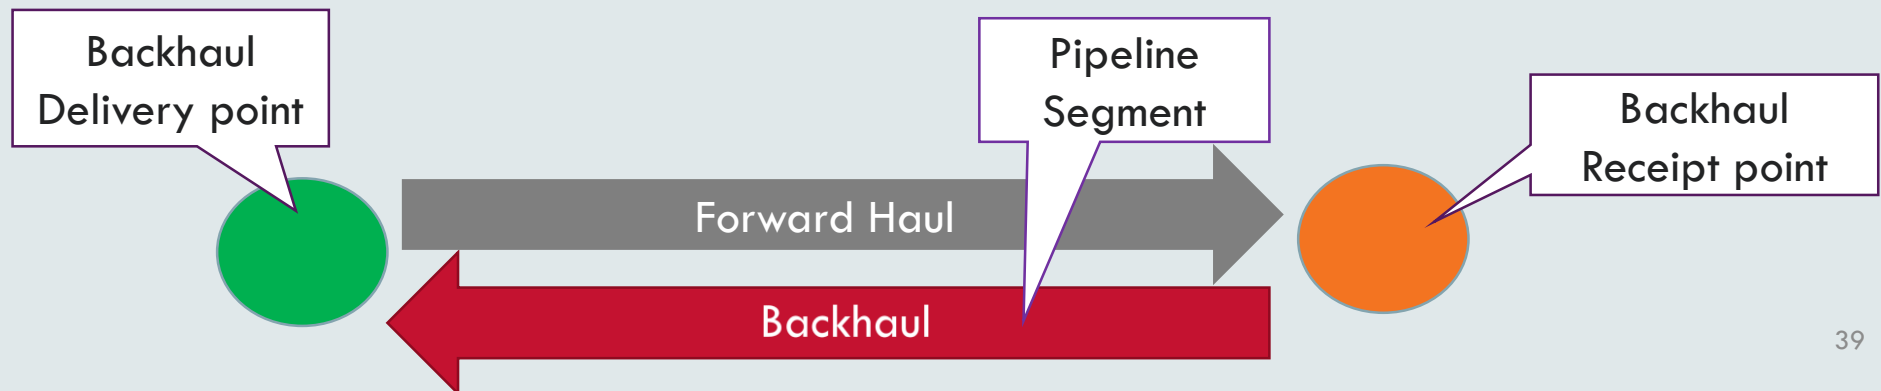 Backhaul
Delivery point
Pipeline
Segment
Backhaul
Receipt point
Forward Haul
Backhaul
39